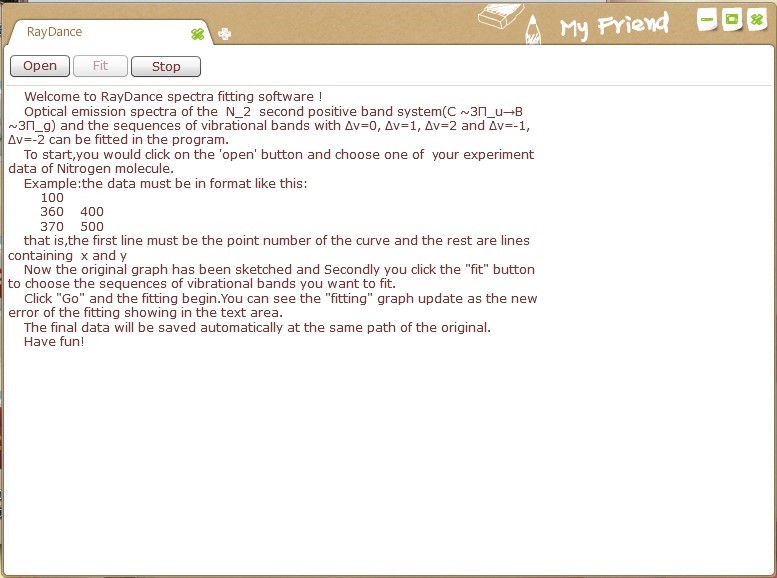 My Friend
RayDance
Open Fit Stop
Welcome to RayDance spectra fitting software !
Optical emission spectra of the N_2 second positive band system(C ~3Π_u→B
~3Π_g) and the sequences of vibrational bands with Δv=0, Δv=1, Δv=2 and Δv=-1,
Δv=-2 can be fitted in the program.
To start,you would click on the 'open' button and choose one of your experiment
data of Nitrogen molecule.
Example:the data must be in format like this:
100
360 400
370 500
that is,the first line must be the point number of the curve and the rest are lines
containing x and y
Now the original graph has been sketched and Secondly you click the "fit" button
to choose the sequences of vibrational bands you want to fit.
Click "Go" and the fitting begin.You can see the "fitting" graph update as the new
error of the fitting showing in the text area.
The final data will be saved automatically at the same path of the original.
Have fun!